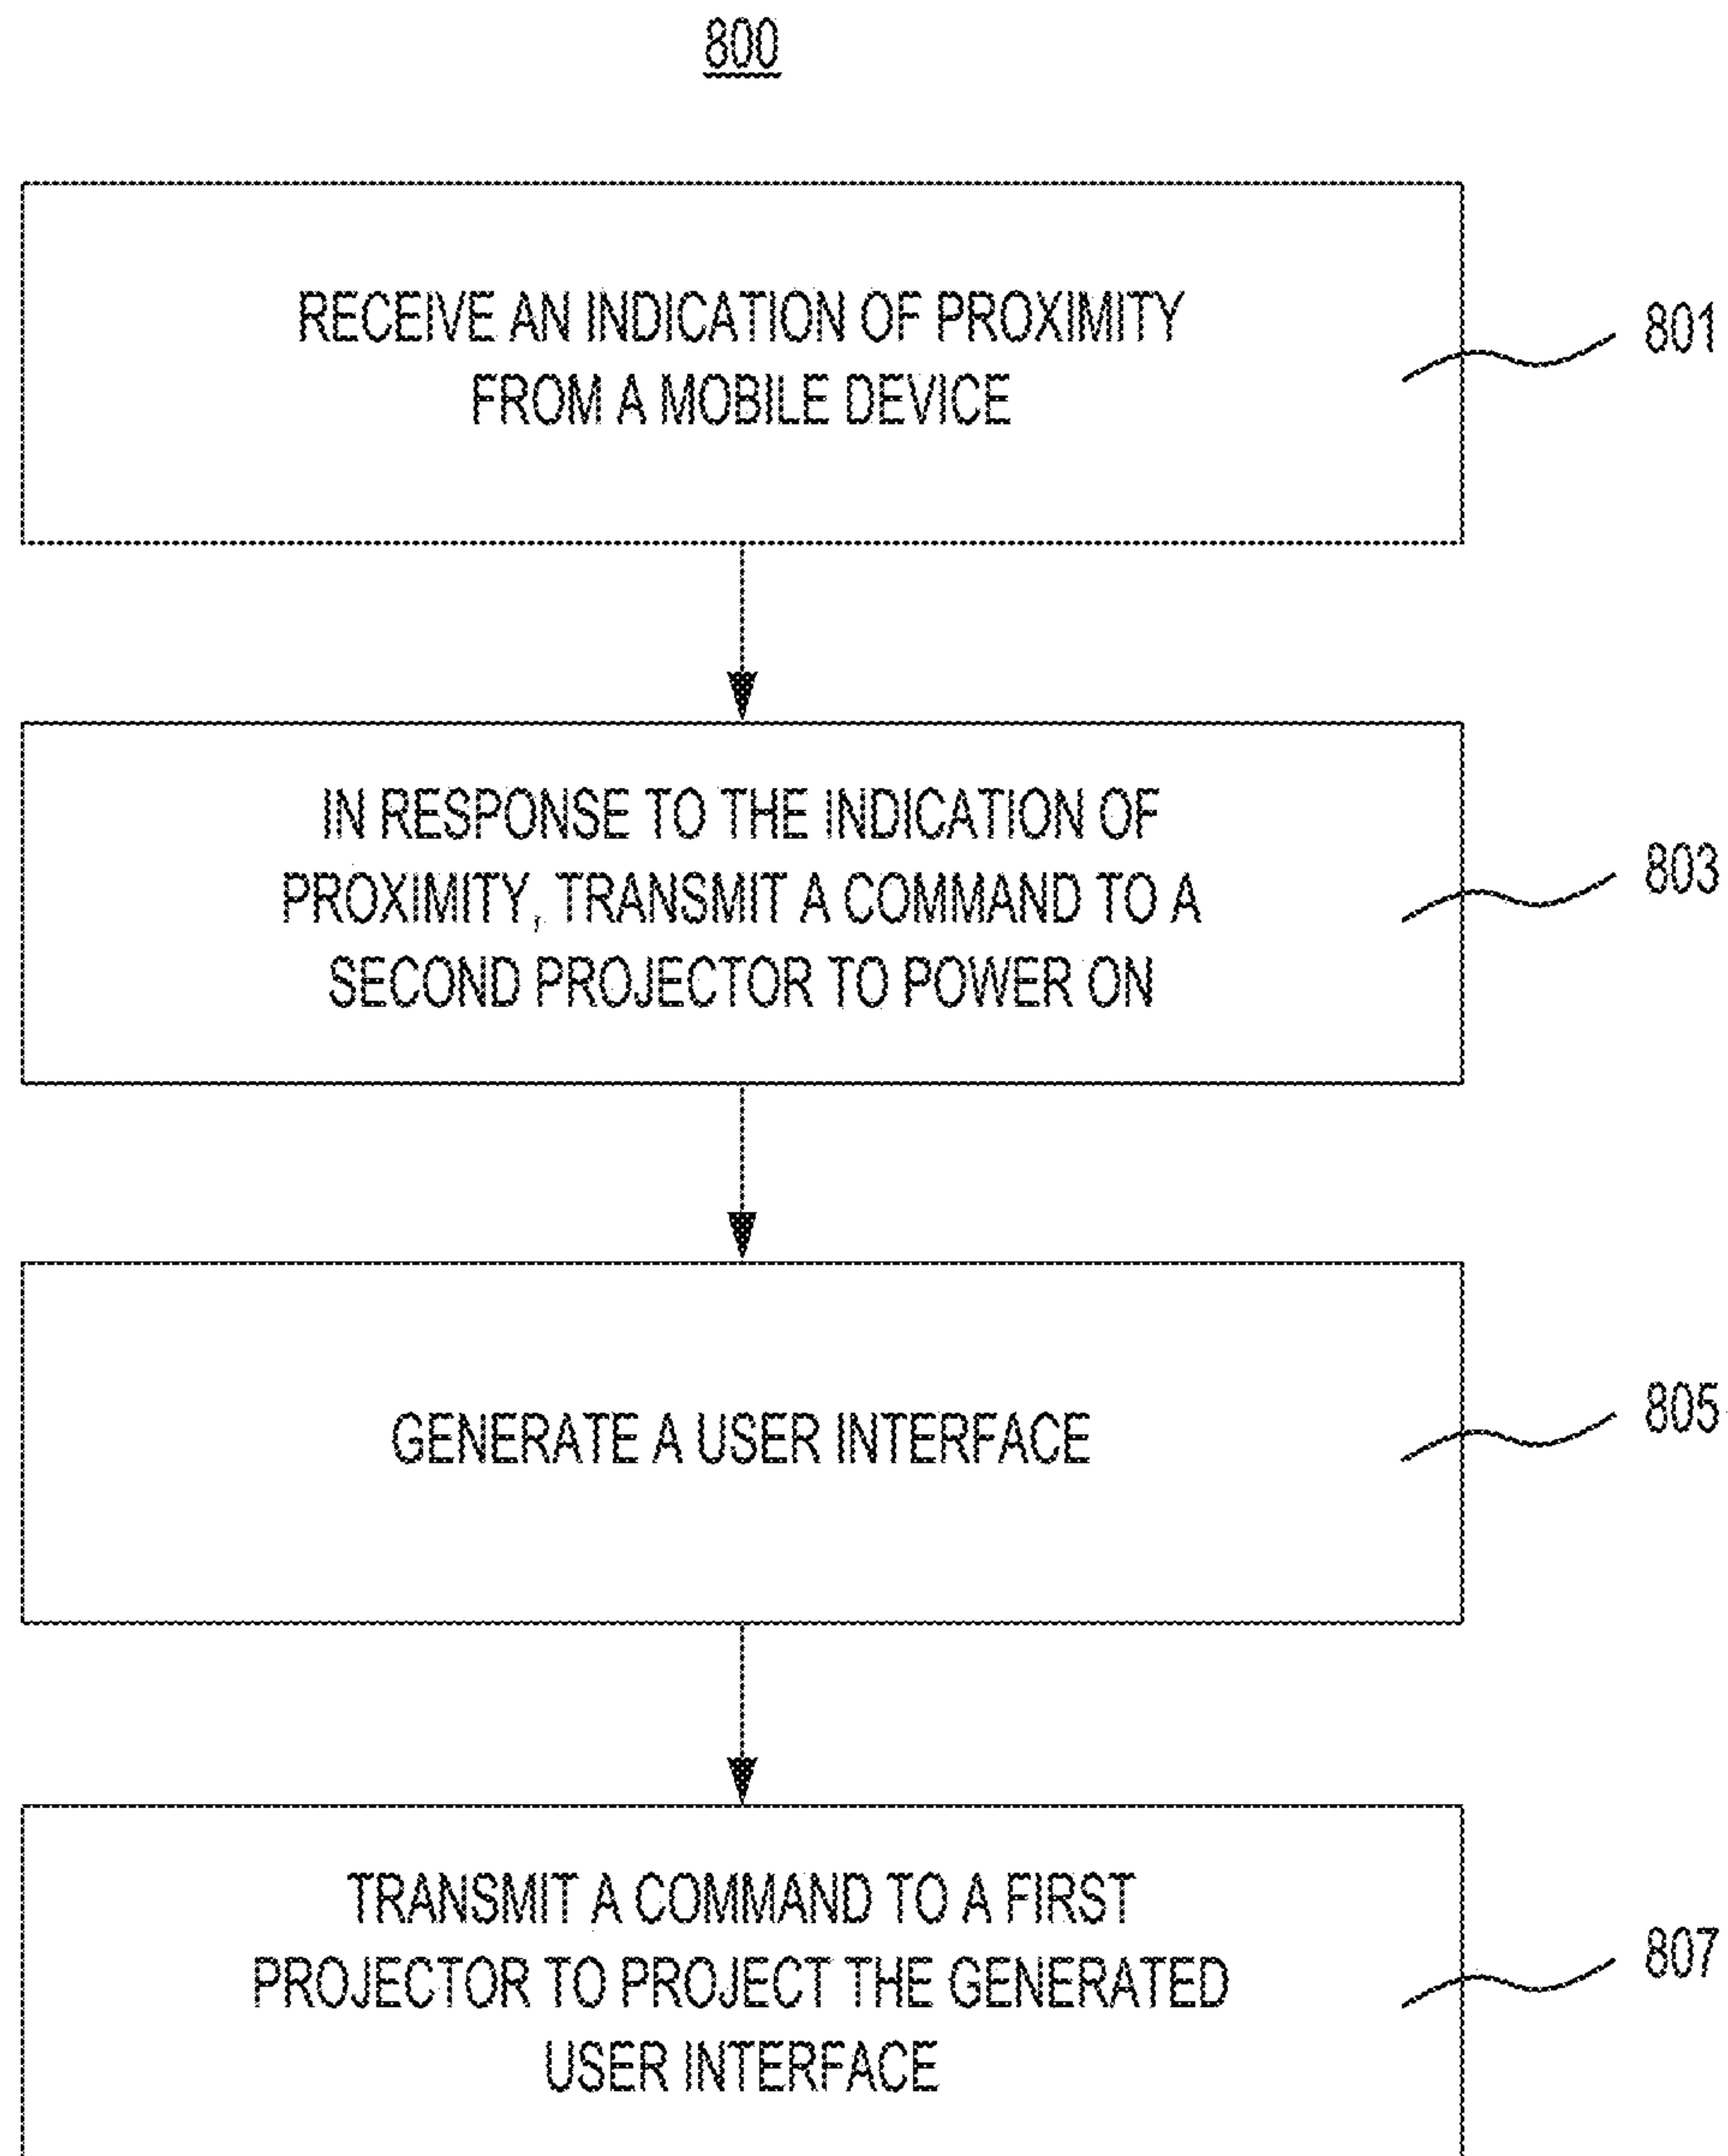 800
RECEIVE AN INDICATION OF PROXIMITY
FROM A MOBILE DEVICE
801
IN RESPONSE TO THE INDICATION OF
PROXIMITY, TRANSMIT A COMMAND TO A
SECOND PROJECTOR TO POWER ON
803
GENERATE A USER INTERFACE
805
TRANSMIT A COMMAND TO A FIRST
PROJECTOR TO PROJECT THE GENERATED
USER INTERFACE
807